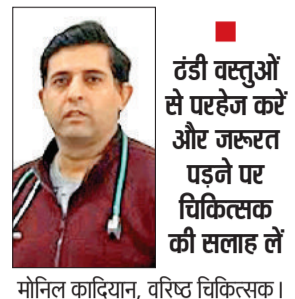 ठंडी वस्तुओं
से परहेज करें
और जरूरत
पड़ने पर
चिकित्सक
की सलाह लें
मोनिल कादियान, वरिष्ठ चिकित्सक।